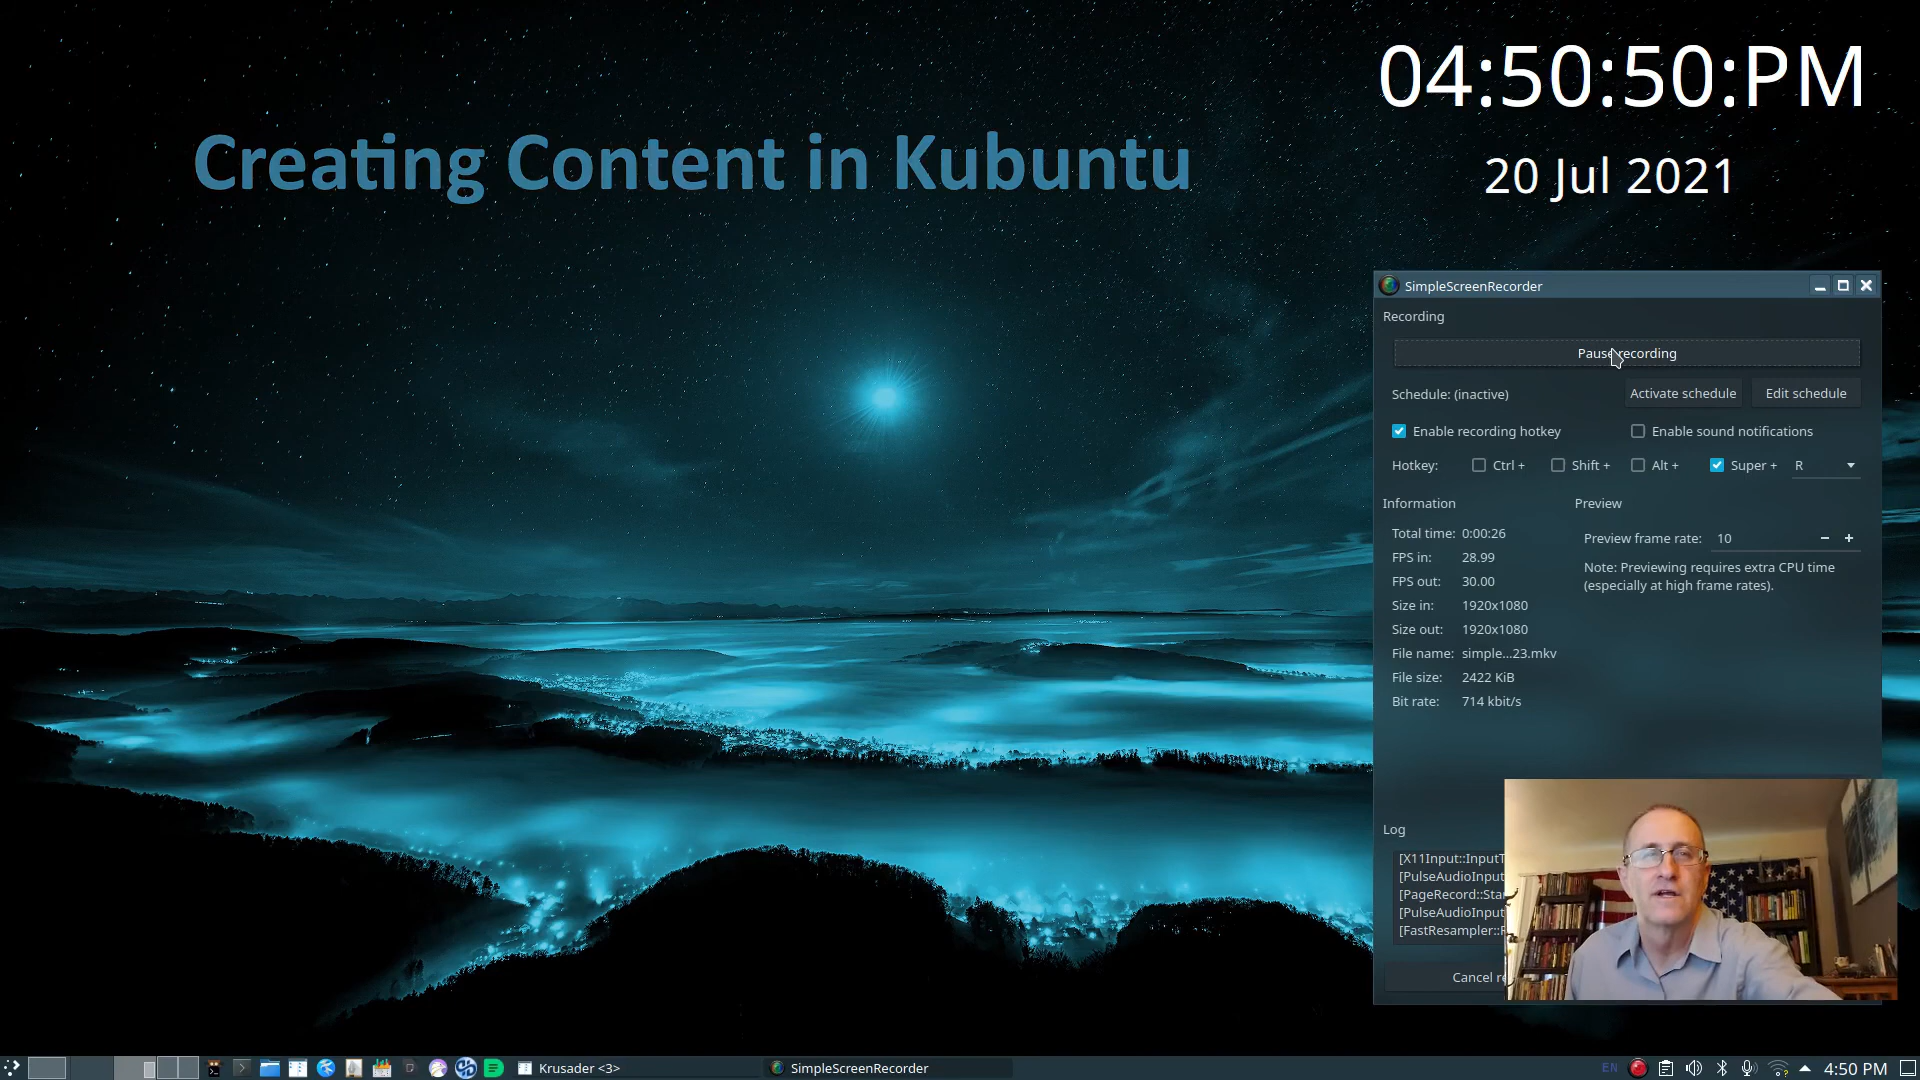 04:50:50:PM
Creating Content in Kubuntu
20 Jul 2021
SimpleScreenRecorder
Recording
Pause recording
Schedule: (inactive)
Activate schedule
Edit schedule
Enable recording hotkey
Enable sound notifications
Hotkey:
Ctrl +
Shift +
Alt +
Super +
R
Information
Total time: 0:00:26
FPS in: 28.99
FPS out: 30.00
Size in: 1920x1080
Size out: 1920x1080
File name: simple...23.mkv
File size: 2422 KiB
Bit rate: 714 kbit/s
Preview
Preview frame rate: 10
Note: Previewing requires extra CPU time
(especially at high frame rates).
Log
[X11Input::InputT
[PulseAudioInput
[PageRecord::Sta
[PulseAudioInput
[FastResampler::
Cancel re
Krusader <3>
SimpleScreenRecorder
EN
4:50 PM